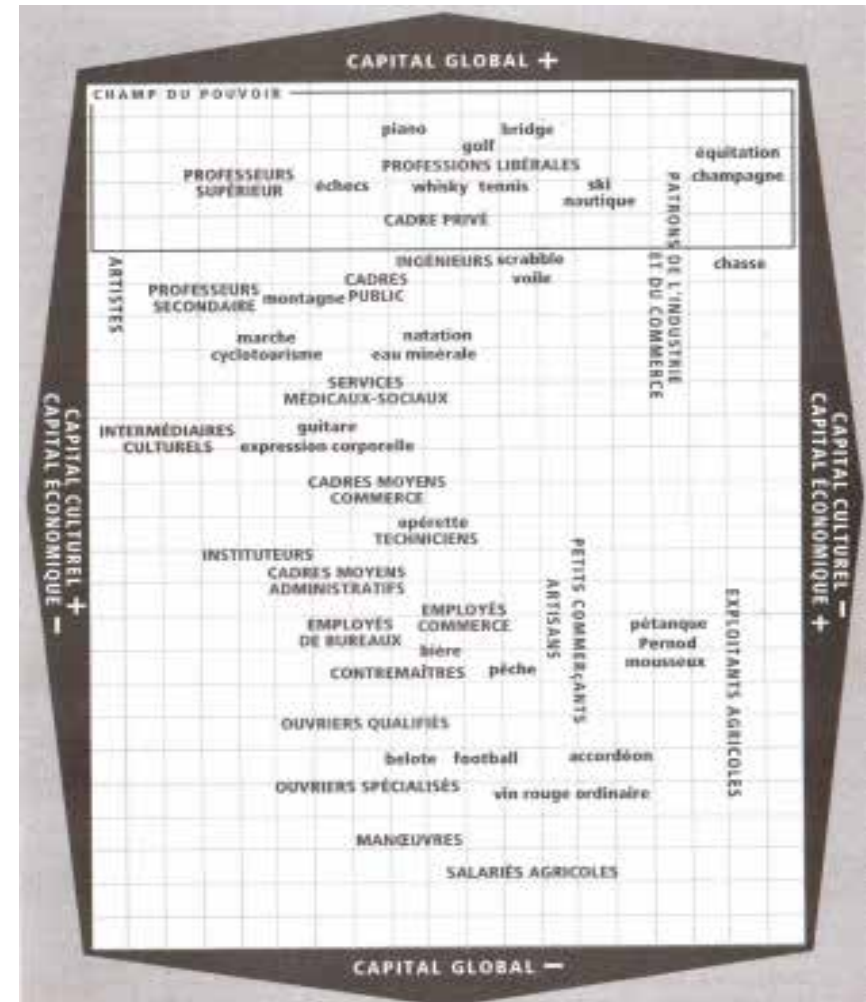 CAPITAL GLOBAL +
CHAMP DU POUVOIR
piano
bridge
golf
équitation
PROFESSIONS LIBÉRALES
PROFESSEURS
SUPÉRIEUR
échecs
whisky tennis
ski
nautique
champagne
CADRE PRIVÉ
PATRONS DE L'INDUSTRIE
ET DU COMMERCE
ARTISTES
INGÉNIEURS scrabble
voile
chasse
CADRES
PUBLIC
PROFESSEURS
SECONDAIRE
montagne
marche
cyclotourisme
natation
eau minérale
SERVICES
MÉDICAUX-SOCIAUX
INTERMÉDIAIRES
CULTURELS
guitare
expression corporelle
CAPITAL CULTUREL +
CAPITAL ÉCONOMIQUE −
CAPITAL CULTUREL −
CAPITAL ÉCONOMIQUE +
CADRES MOYENS
COMMERCE
opérette
TECHNICIENS
INSTITUTEURS
CADRES MOYENS
ADMINISTRATIFS
EMPLOYÉS
COMMERCE
EMPLOYÉS
DE BUREAUX
bière
ARTISANS
PETITS COMMERÇANTS
pétanque
Pernod
mousseux
EXPLOITANTS AGRICOLES
CONTREMAÎTRES
pêche
OUVRIERS QUALIFIÉS
belote football
accordéon
OUVRIERS SPÉCIALISÉS
vin rouge ordinaire
MANŒUVRES
SALARIÉS AGRICOLES
CAPITAL GLOBAL −